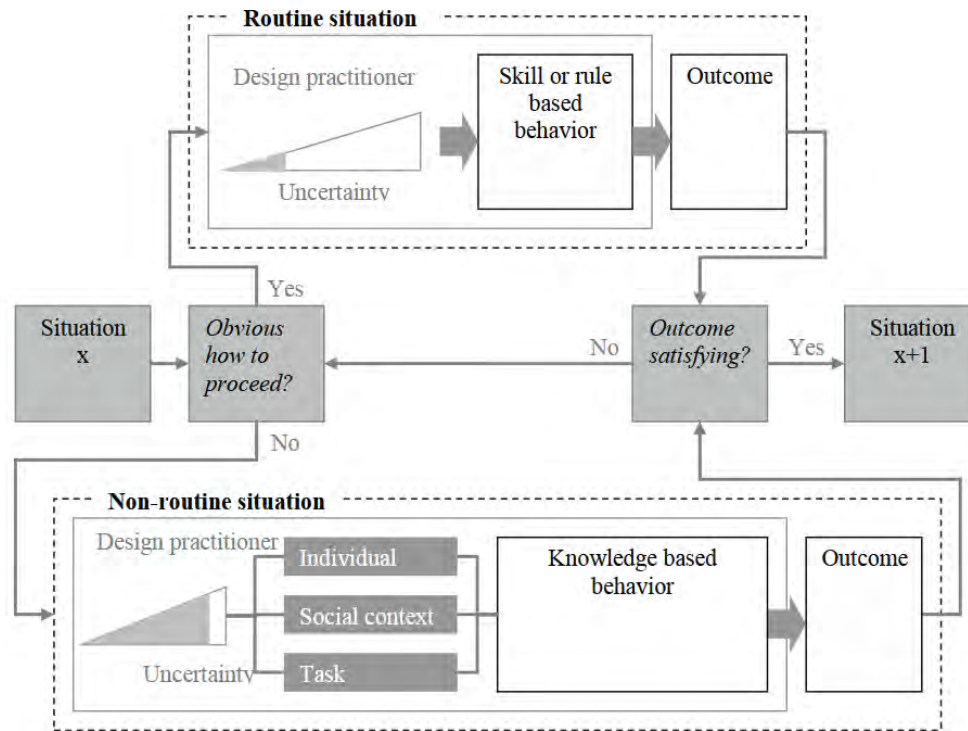 Routine situation
Design practitioner
Uncertainty
Skill or rule
based
behavior
Outcome
Yes
Situation
x
Obvious
how to
proceed?
No
Outcome
satisfying?
Yes
Situation
x+1
No
Non-routine situation
Design practitioner
Uncertainty
Individual
Social context
Task
Knowledge based
behavior
Outcome